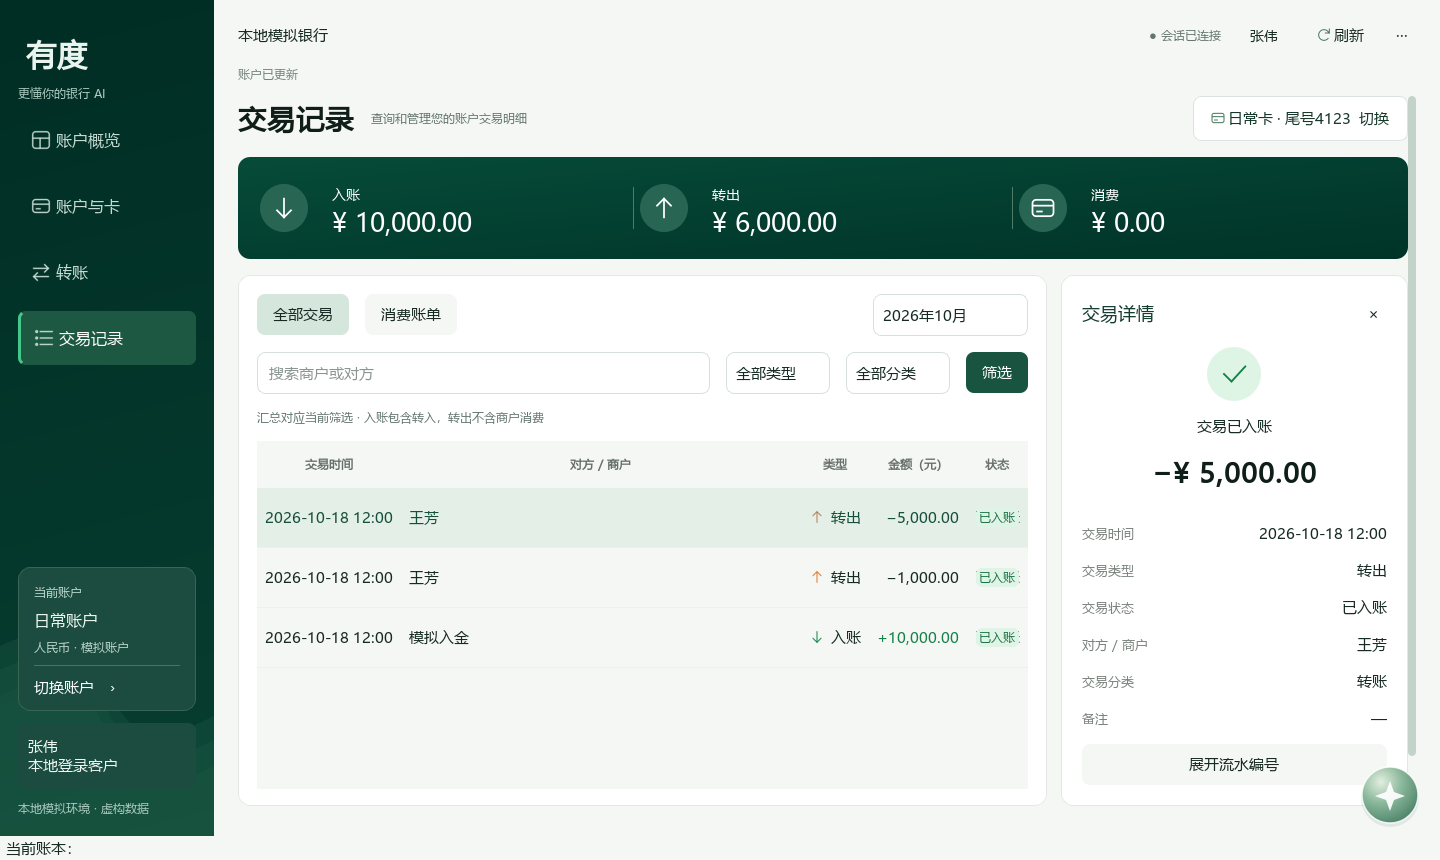 有度
更懂你的银行 AI
账户概览
账户与卡
转账
交易记录
当前账户
日常账户
人民币 · 模拟账户
切换账户 ›
张伟
本地登录客户
本地模拟环境 · 虚构数据
当前账本：
本地模拟银行
● 会话已连接 张伟 刷新 ...
账户已更新
交易记录 查询和管理您的账户交易明细
日常卡 · 尾号4123 切换
入账
¥ 10,000.00
转出
¥ 6,000.00
消费
¥ 0.00
全部交易 消费账单 2026年10月
搜索商户或对方 全部类型 全部分类 筛选
汇总对应当前筛选 · 入账包含转入，转出不含商户消费
交易时间 对方 / 商户 类型 金额（元） 状态
2026-10-18 12:00 王芳 ↑ 转出 −5,000.00 已入账
2026-10-18 12:00 王芳 ↑ 转出 −1,000.00 已入账
2026-10-18 12:00 模拟入金 ↓ 入账 +10,000.00 已入账
交易详情 ×
交易已入账
−¥ 5,000.00
交易时间 2026-10-18 12:00
交易类型 转出
交易状态 已入账
对方 / 商户 王芳
交易分类 转账
备注 —
展开流水编号